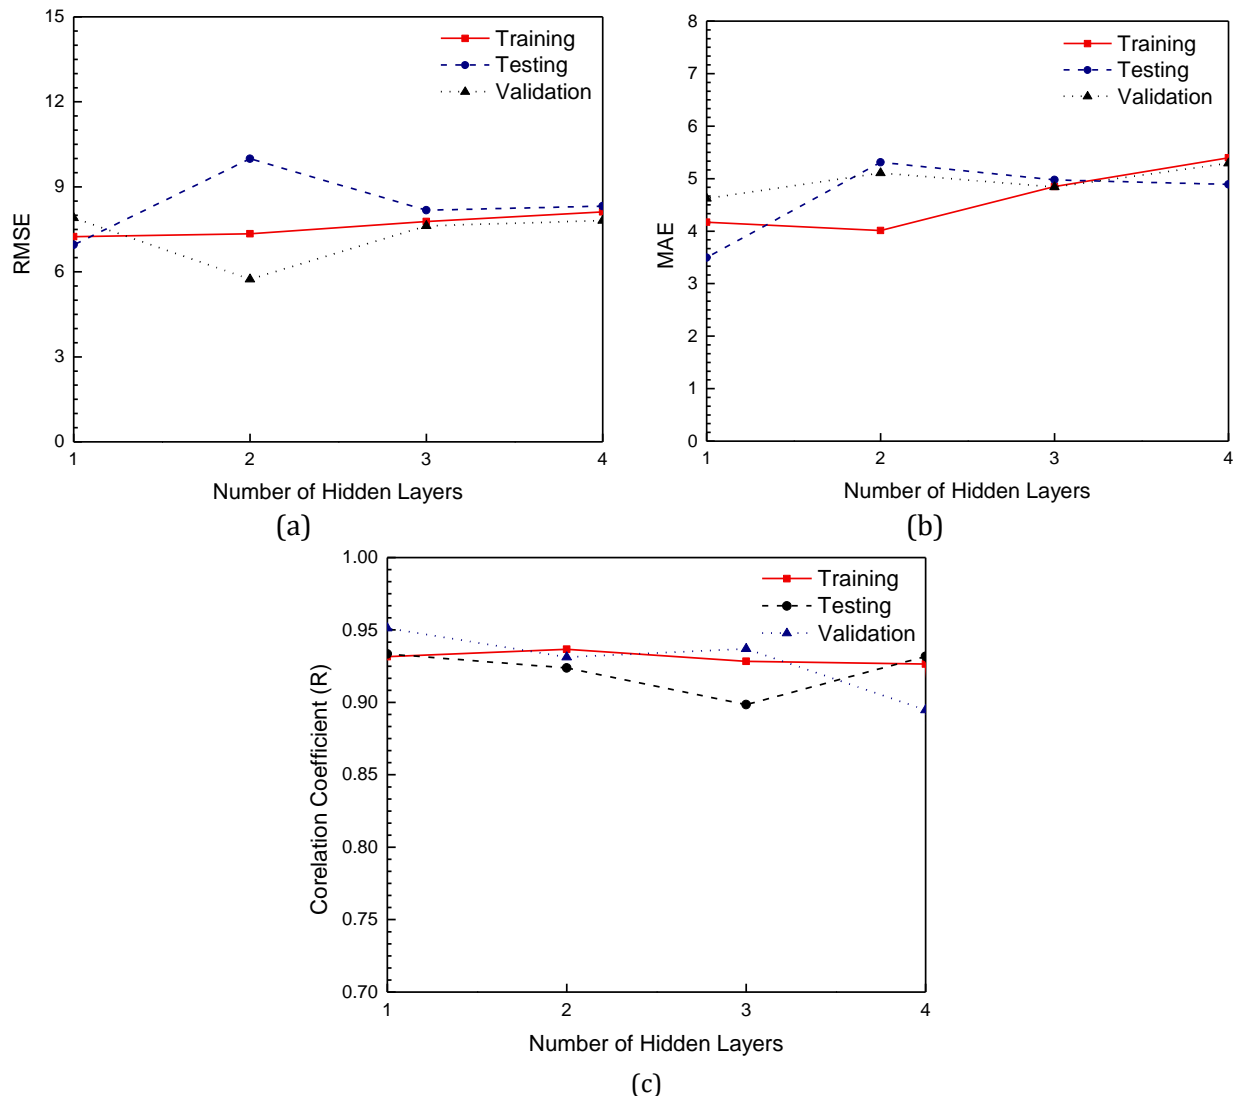 15
12
9
6
3
0
RMSE
Training
Testing
Validation
1
2
3
4
Number of Hidden Layers
(a)
8
7
6
5
4
3
2
1
0
MAE
Training
Testing
Validation
1
2
3
4
Number of Hidden Layers
(b)
1.00
0.95
0.90
0.85
0.80
0.75
0.70
Corelation Coefficient (R)
Training
Testing
Validation
1
2
3
4
Number of Hidden Layers
(c)